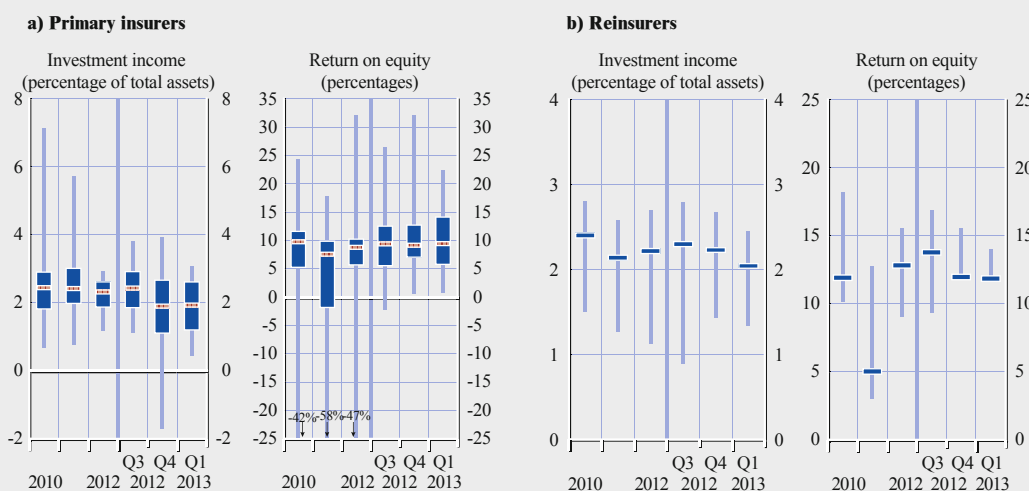 a) Primary insurers
Investment income
(percentage of total assets)
8 8
6 6
4 4
2 2
0 0
-2 -2
Q3 Q4 Q1
2010 2012 2012 2013
Return on equity
(percentages)
35 35
30 30
25 25
20 20
15 15
10 10
5 5
0 0
-5 -5
-10 -10
-15 -15
-20 -20
-42% -58% -47%
-25 -25
Q3 Q4 Q1
2010 2012 2012 2013
b) Reinsurers
Investment income
(percentage of total assets)
4 4
3 3
2 2
1 1
0 0
Q3 Q4 Q1
2010 2012 2012 2013
Return on equity
(percentages)
25 25
20 20
15 15
10 10
5 5
0 0
Q3 Q4 Q1
2010 2012 2012 2013